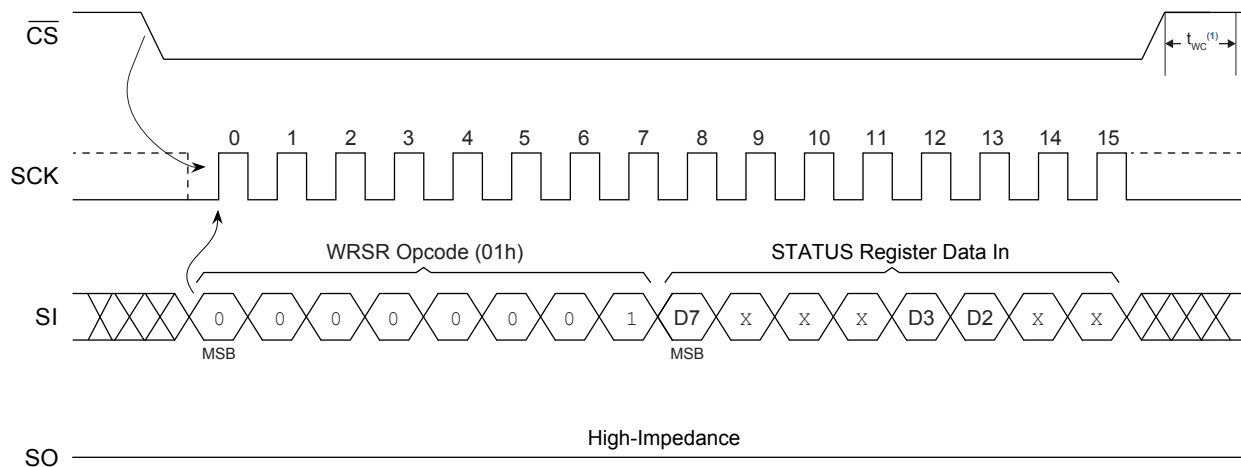 CS
tWC(1)
0 1 2 3 4 5 6 7 8 9 10 11 12 13 14 15
SCK
WRSR Opcode (01h) STATUS Register Data In
SI 0 0 0 0 0 0 0 1 D7 X X X D3 D2 X X
MSB MSB
High-Impedance
SO